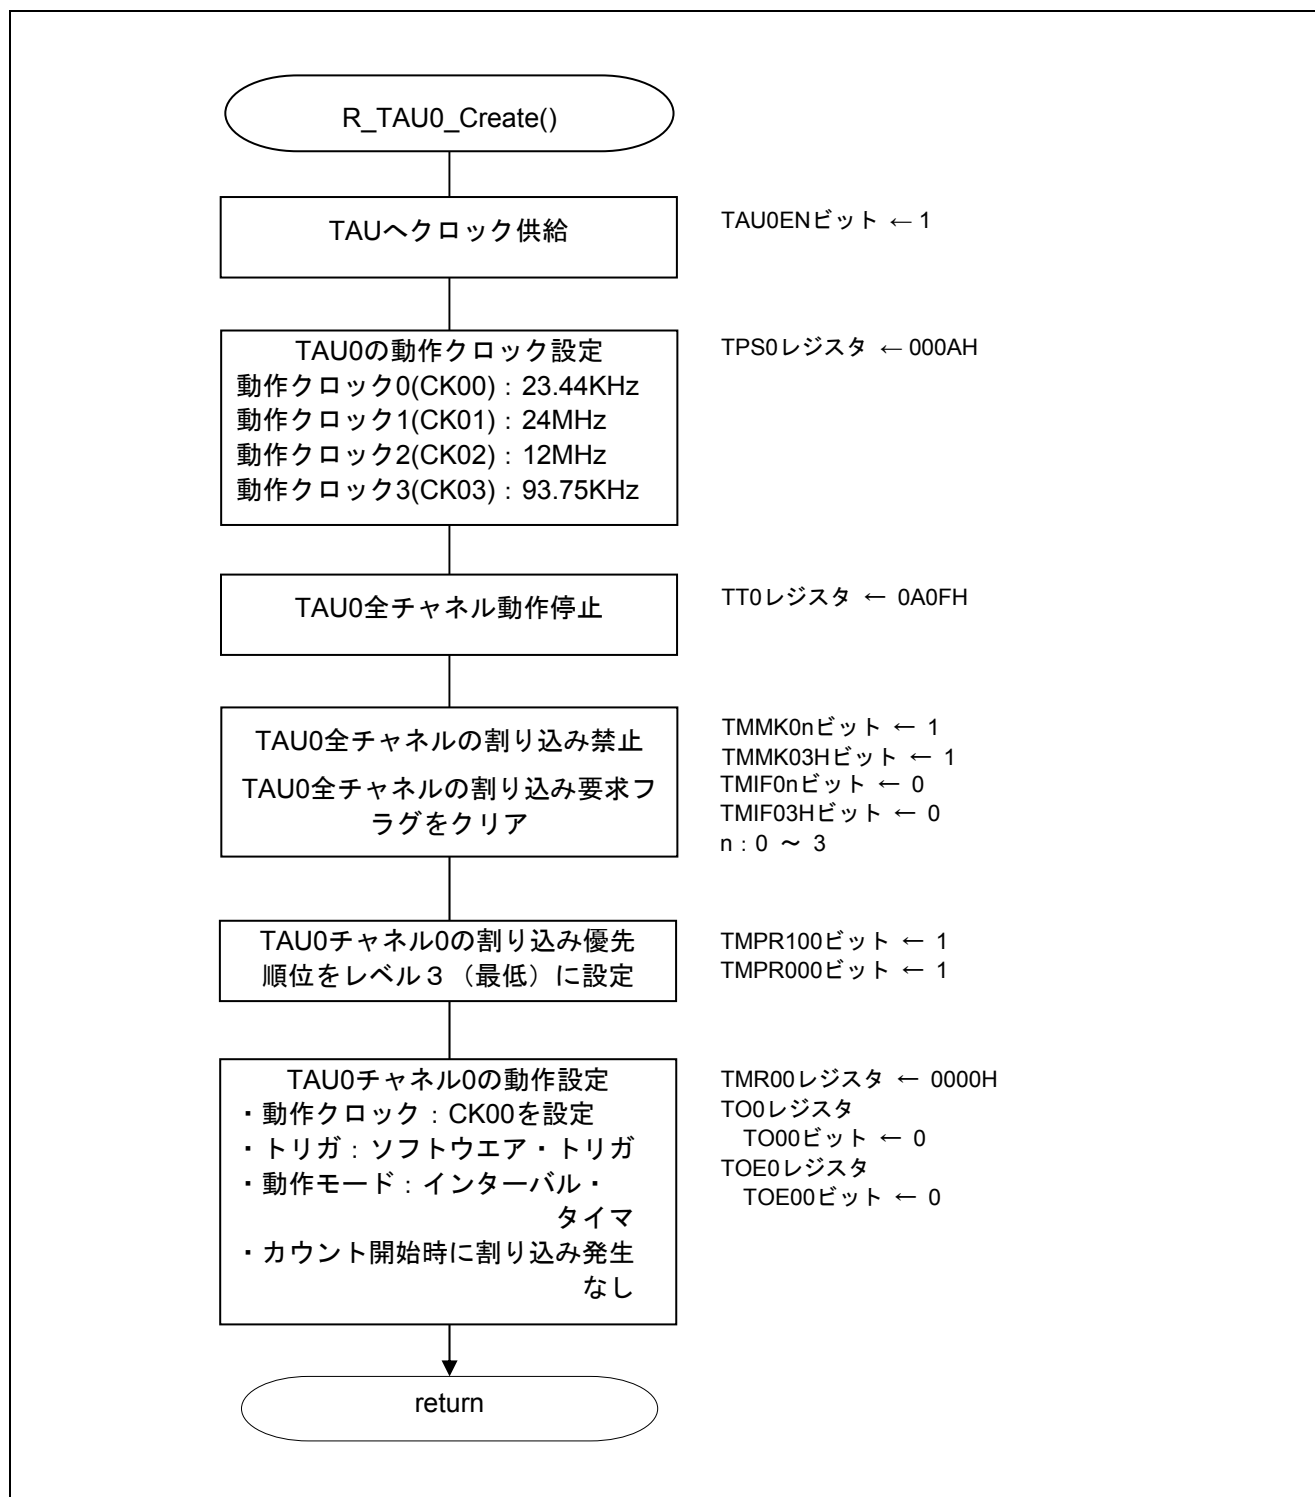 R_TAU0_Create()
TAUへクロック供給
TAU0ENビット ← 1
TAU0の動作クロック設定
動作クロック0(CK00)：23.44KHz
動作クロック1(CK01)：24MHz
動作クロック2(CK02)：12MHz
動作クロック3(CK03)：93.75KHz
TPS0レジスタ ← 000AH
TAU0全チャネル動作停止
TT0レジスタ ← 0A0FH
TAU0全チャネルの割り込み禁止
TAU0全チャネルの割り込み要求フ
ラグをクリア
TMMK0nビット ← 1
TMMK03Hビット ← 1
TMIF0nビット ← 0
TMIF03Hビット ← 0
n：0 ～ 3
TAU0チャネル0の割り込み優先
順位をレベル３（最低）に設定
TMPR100ビット ← 1
TMPR000ビット ← 1
TAU0チャネル0の動作設定
・動作クロック：CK00を設定
・トリガ：ソフトウエア・トリガ
・動作モード：インターバル・
タイマ
・カウント開始時に割り込み発生
なし
TMR00レジスタ ← 0000H
TO0レジスタ
TO00ビット ← 0
TOE0レジスタ
TOE00ビット ← 0
return